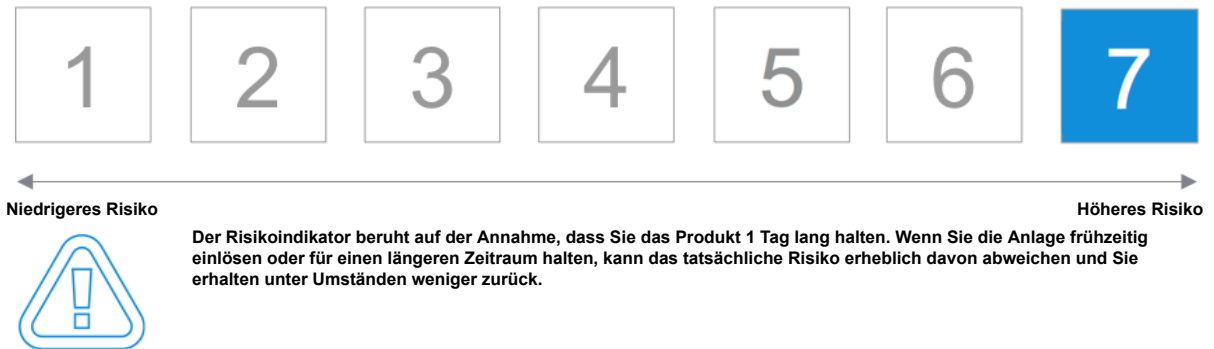 1 2 3 4 5 6 7
Niedrigeres Risiko Höheres Risiko
Der Risikoindikator beruht auf der Annahme, dass Sie das Produkt 1 Tag lang halten. Wenn Sie die Anlage frühzeitig
einlösen oder für einen längeren Zeitraum halten, kann das tatsächliche Risiko erheblich davon abweichen und Sie
erhalten unter Umständen weniger zurück.